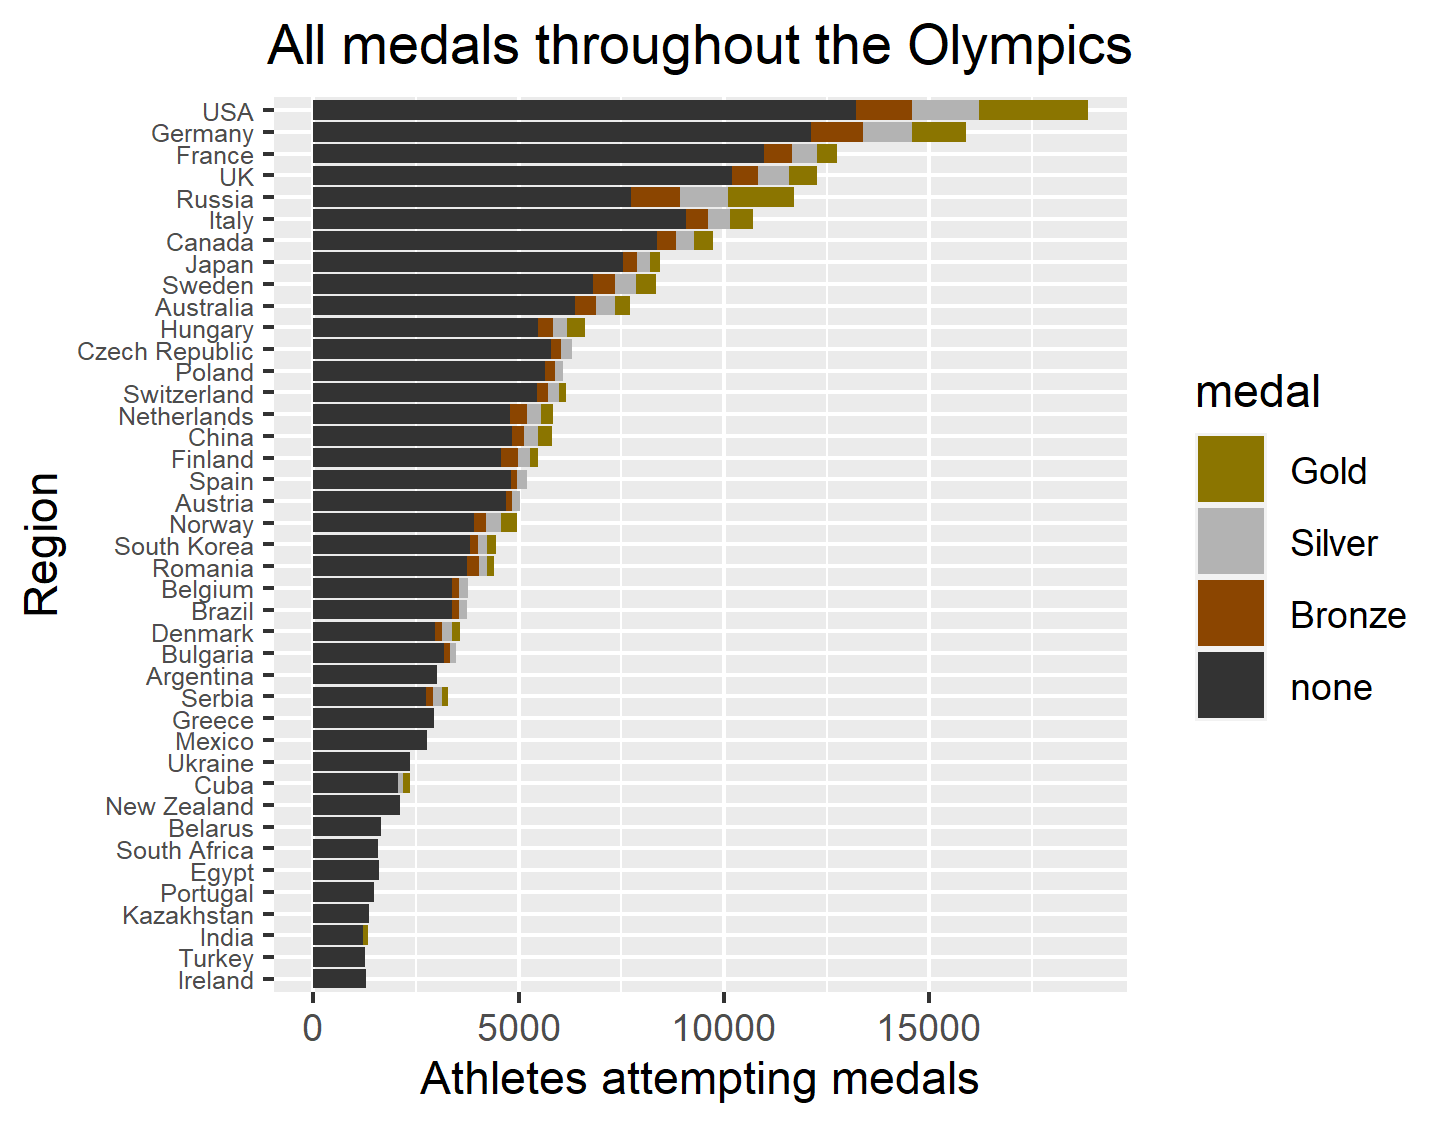 All medals throughout the Olympics
USA
Germany
France
UK
Russia
Italy
Canada
Japan
Sweden
Australia
Hungary
Czech Republic
Poland
Switzerland
Netherlands
China
Finland
Spain
Austria
Norway
South Korea
Romania
Belgium
Brazil
Denmark
Bulgaria
Argentina
Serbia
Greece
Mexico
Ukraine
Cuba
New Zealand
Belarus
South Africa
Egypt
Portugal
Kazakhstan
India
Turkey
Ireland
Region
0 5000 10000 15000
Athletes attempting medals
medal
Gold
Silver
Bronze
none